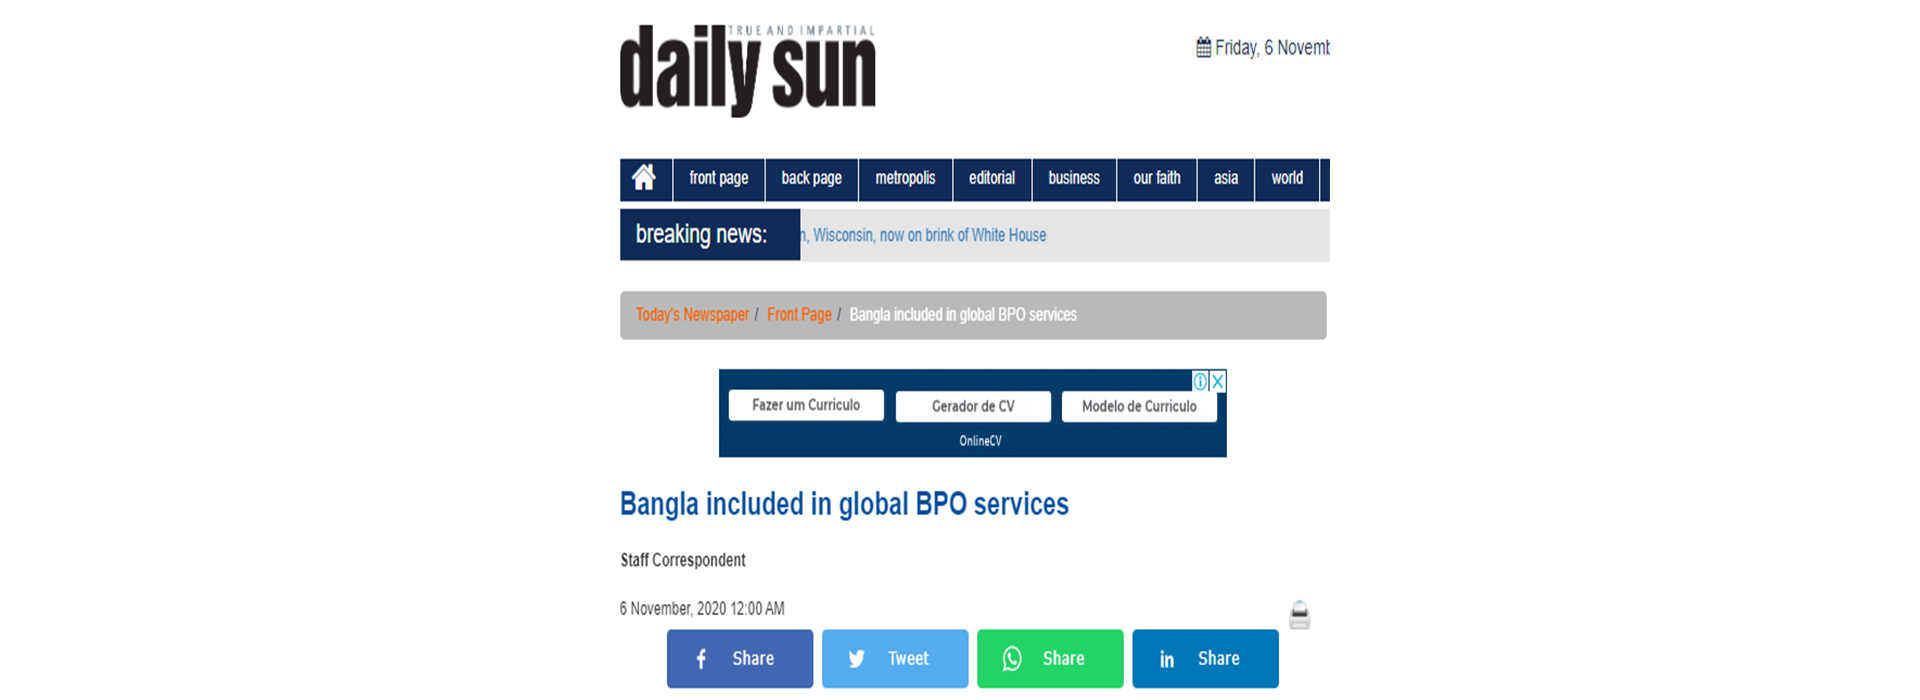 TRUE AND IMPARTIAL
daily sun
Friday, 6 Novemb
front page back page metropolis editorial business our faith asia world
breaking news: n, Wisconsin, now on brink of White House
Today's Newspaper / Front Page / Bangla included in global BPO services
Fazer um Curriculo Gerador de CV Modelo de Curriculo
OnlineCV
Bangla included in global BPO services
Staff Correspondent
6 November, 2020 12:00 AM
Share Tweet Share Share